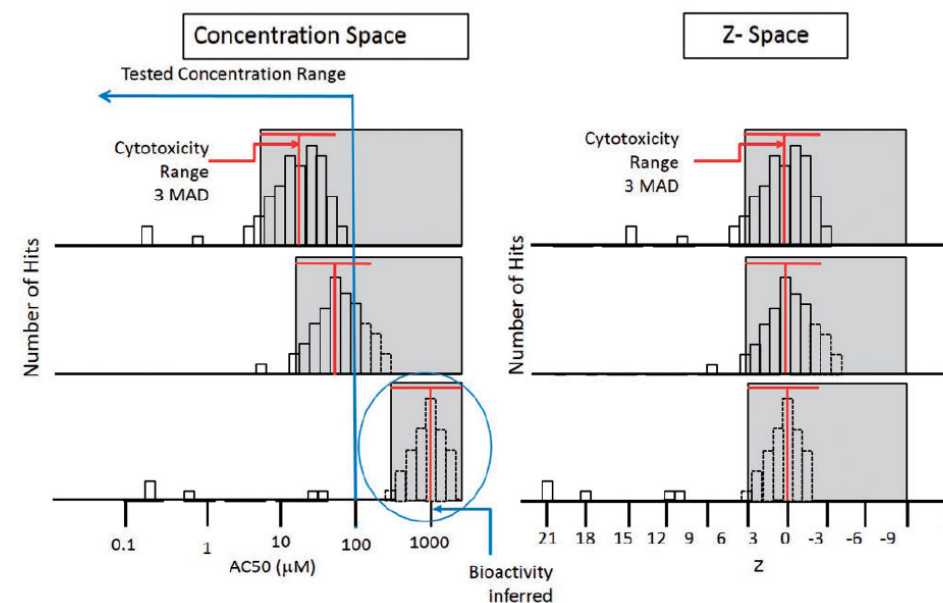 Concentration Space
Z- Space
Tested Concentration Range
Cytotoxicity
Range
3 MAD
Cytotoxicity
Range
3 MAD
Number of Hits
Number of Hits
0.1 1 10 100 1000
AC50 (μM)
Bioactivity
inferred
21 18 15 12 9 6 3 0 -3 -6 -9
Z